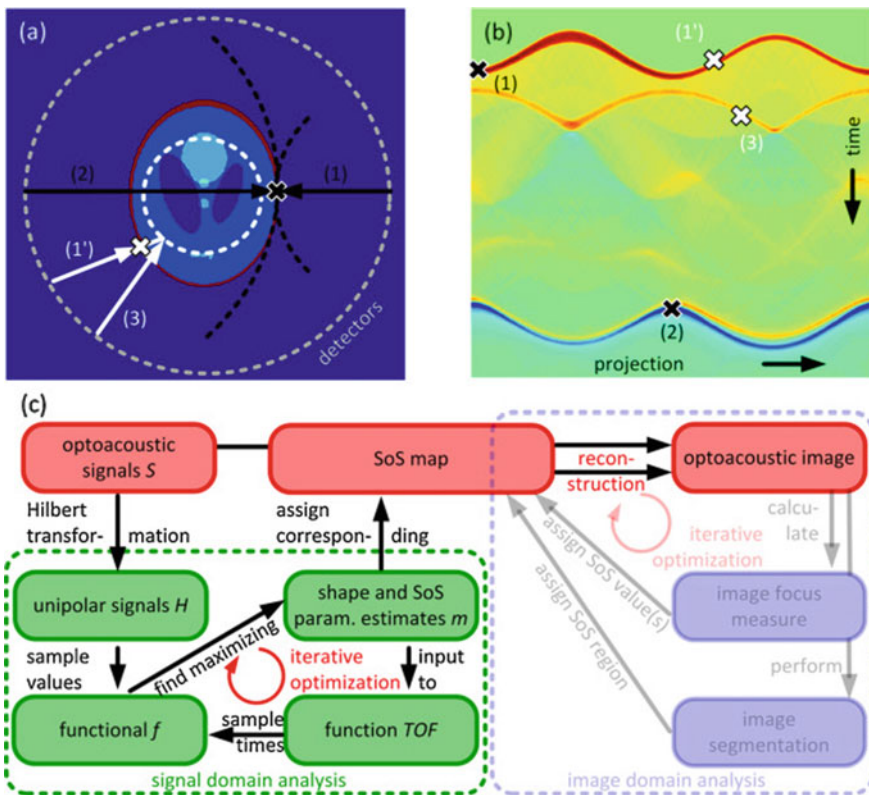 (a)
(2)
(1)
(1')
(3)
detectors
(b)
(1')
(1)
(3)
time
(2)
projection
(c)
optoacoustic
signals S
SoS map
recon-
struction
optoacoustic image
Hilbert
transfor-
mation
assign
correspon-
ding
iterative
optimization
calcu-
late
assign SoS value(s)
assign SoS region
unipolar signals H
shape and SoS
param. estimates m
image focus
measure
sample
values
find maximizing
iterative
optimization
input
to
perform
functional f
sample
times
function TOF
image
segmentation
signal domain analysis
image domain analysis